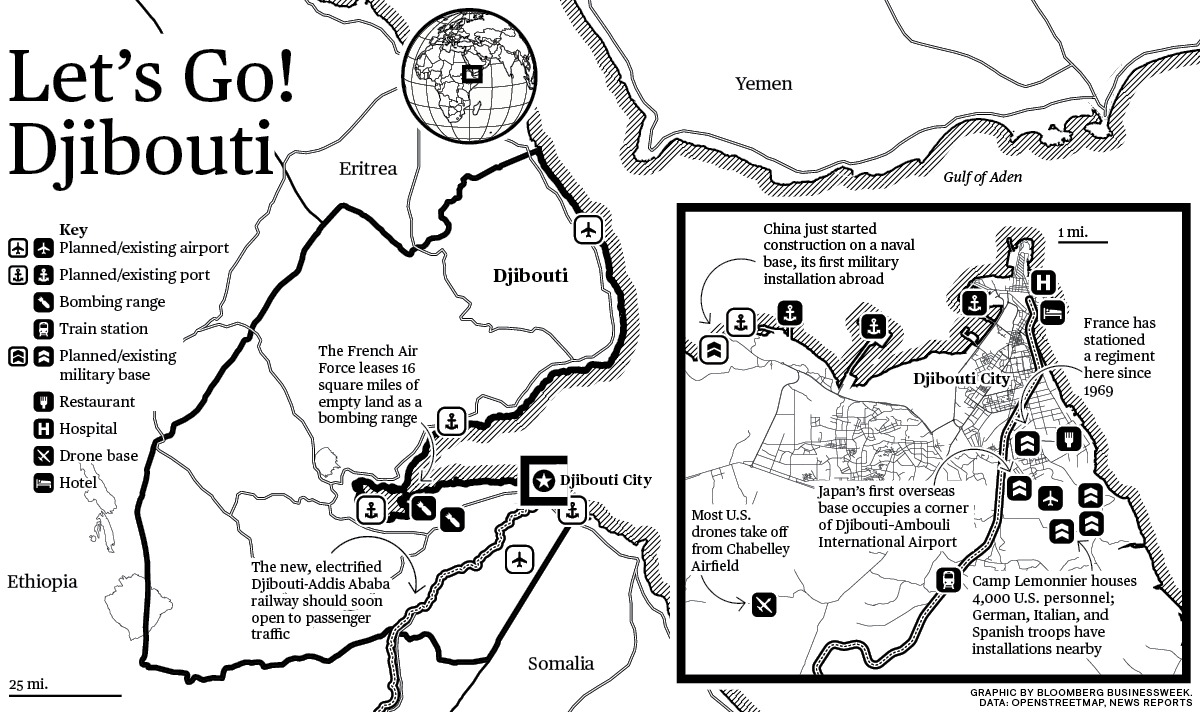 Let's Go!
Djibouti
Key
Planned/existing airport
Planned/existing port
Bombing range
Train station
Planned/existing
military base
Restaurant
Hospital
Drone base
Hotel
Ethiopia
25 mi.
Eritrea
Yemen
Gulf of Aden
Djibouti
The French Air
Force leases 16
square miles of
empty land as a
bombing range
Djibouti City
The new, electrified
Djibouti-Addis Ababa
railway should soon
open to passenger
traffic
Somalia
China just started
construction on a naval
base, its first military
installation abroad
1 mi.
H
France has
stationed
a regiment
here since
1969
Djibouti City
Japan's first overseas
base occupies a corner
of Djibouti-Ambouli
International Airport
Most U.S.
drones take off
from Chabelley
Airfield
Camp Lemonnier houses
4,000 U.S. personnel;
German, Italian, and
Spanish troops have
installations nearby
GRAPHIC BY BLOOMBERG BUSINESSWEEK.
DATA: OPENSTREETMAP, NEWS REPORTS